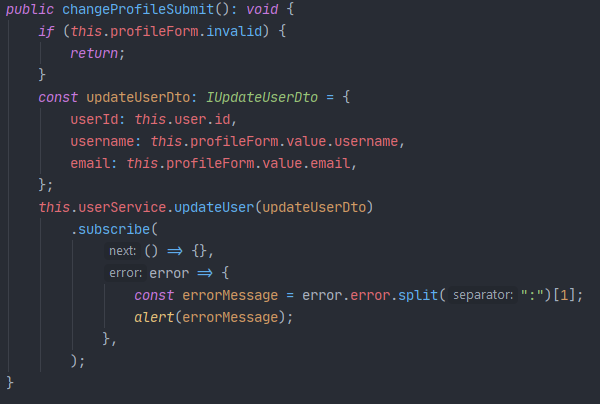 public changeProfileSubmit(): void {
if (this.profileForm.invalid) {
return;
}
const updateUserDto: IUpdateUserDto = {
userId: this.user.id,
username: this.profileForm.value.username,
email: this.profileForm.value.email,
};
this.userService.updateUser(updateUserDto)
.subscribe(
next: () => {},
error: error => {
const errorMessage = error.error.split( separator: ":")[1];
alert(errorMessage);
},
);
}